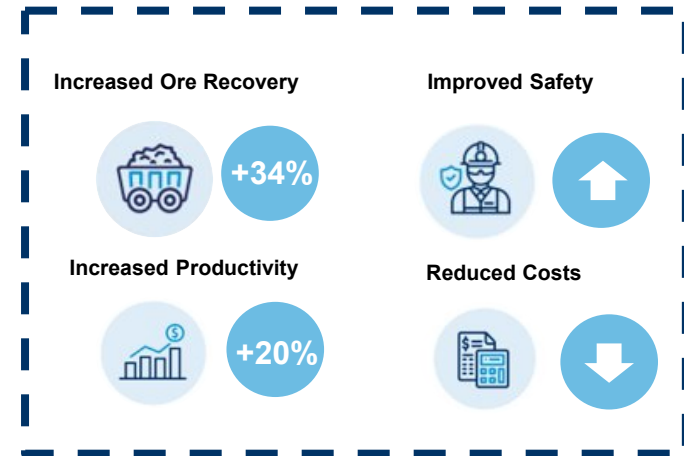 Increased Ore Recovery
+34%
Improved Safety
Increased Productivity
+20%
Reduced Costs
$
$=